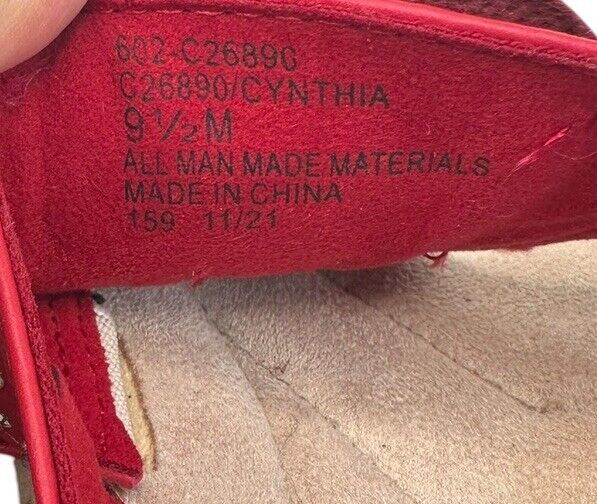 602-C26890
C26890/CYNTHIA
9 ½ M
ALL MAN MADE MATERIALS
MADE IN CHINA
159 11/21